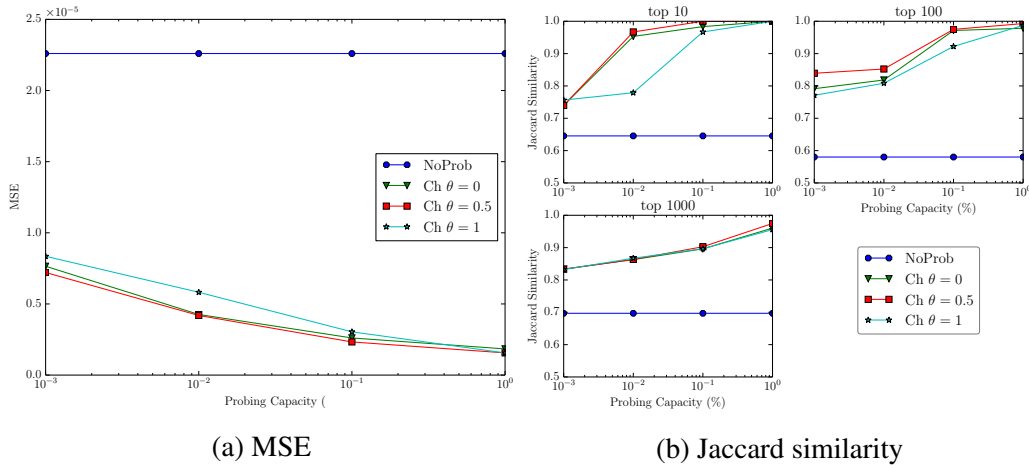 ×10⁻⁵
2.5
2.0
1.5
1.0
0.5
0.0
MSE
NoProb
Ch θ = 0
Ch θ = 0.5
Ch θ = 1
10⁻³ 10⁻² 10⁻¹ 10⁰
Probing Capacity (
(a) MSE
top 10
1.0
0.9
0.8
0.7
0.6
0.5
Jaccard Similarity
10⁻³ 10⁻² 10⁻¹ 10⁰
top 100
1.0
0.9
0.8
0.7
0.6
0.5
10⁻³ 10⁻² 10⁻¹ 10⁰
Probing Capacity (%)
top 1000
1.0
0.9
0.8
0.7
0.6
0.5
Jaccard Similarity
10⁻³ 10⁻² 10⁻¹ 10⁰
Probing Capacity (%)
NoProb
Ch θ = 0
Ch θ = 0.5
Ch θ = 1
(b) Jaccard similarity